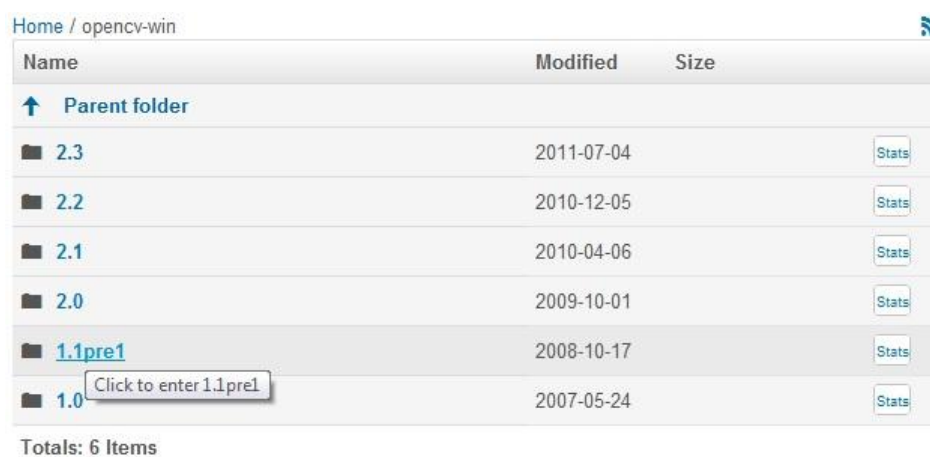 Home / opencv-win
Name Modified Size
Parent folder
2.3 2011-07-04 Stats
2.2 2010-12-05 Stats
2.1 2010-04-06 Stats
2.0 2009-10-01 Stats
1.1pre1 2008-10-17 Stats
Click to enter 1.1pre1
1.0 2007-05-24 Stats
Totals: 6 Items